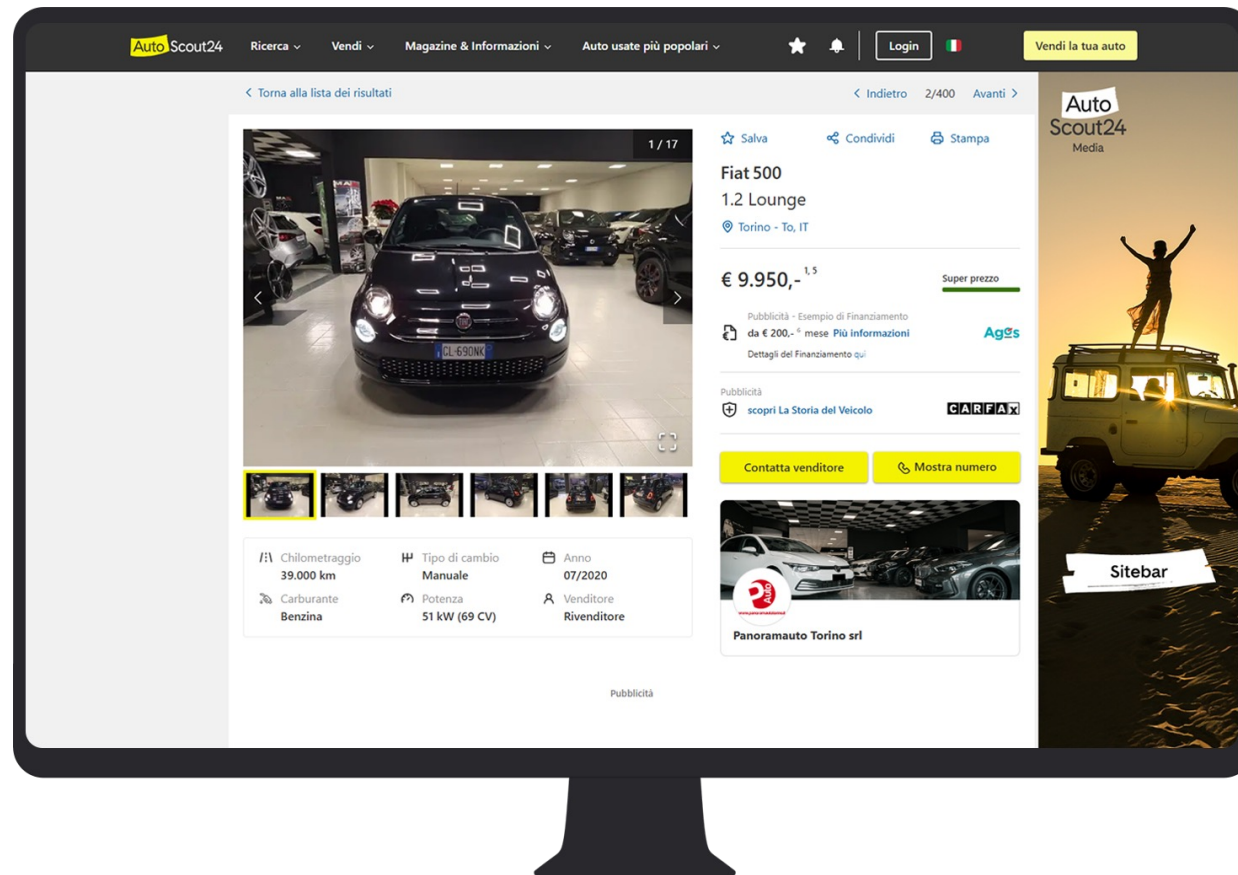 AutoScout24 Ricerca Vendi Magazine & Informazioni Auto usate più popolari Login Vendi la tua auto
Torna alla lista dei risultati
Indietro 2/400 Avanti
1 / 17
GL-690NK
Salva Condividi Stampa
Fiat 500
1.2 Lounge
Torino - To, IT
€ 9.950,- 1, 5 Super prezzo
Pubblicità - Esempio di Finanziamento
da € 200,- 6 mese Più informazioni
Agos
Dettagli del Finanziamento qui
Pubblicità
scopri La Storia del Veicolo CARFAX
Contatta venditore Mostra numero
Chilometraggio Tipo di cambio Anno
39.000 km Manuale 07/2020
Carburante Potenza Venditore
Benzina 51 kW (69 CV) Rivenditore
Auto
Panoramauto Torino srl
Pubblicità
Auto
Scout24
Media
Sitebar